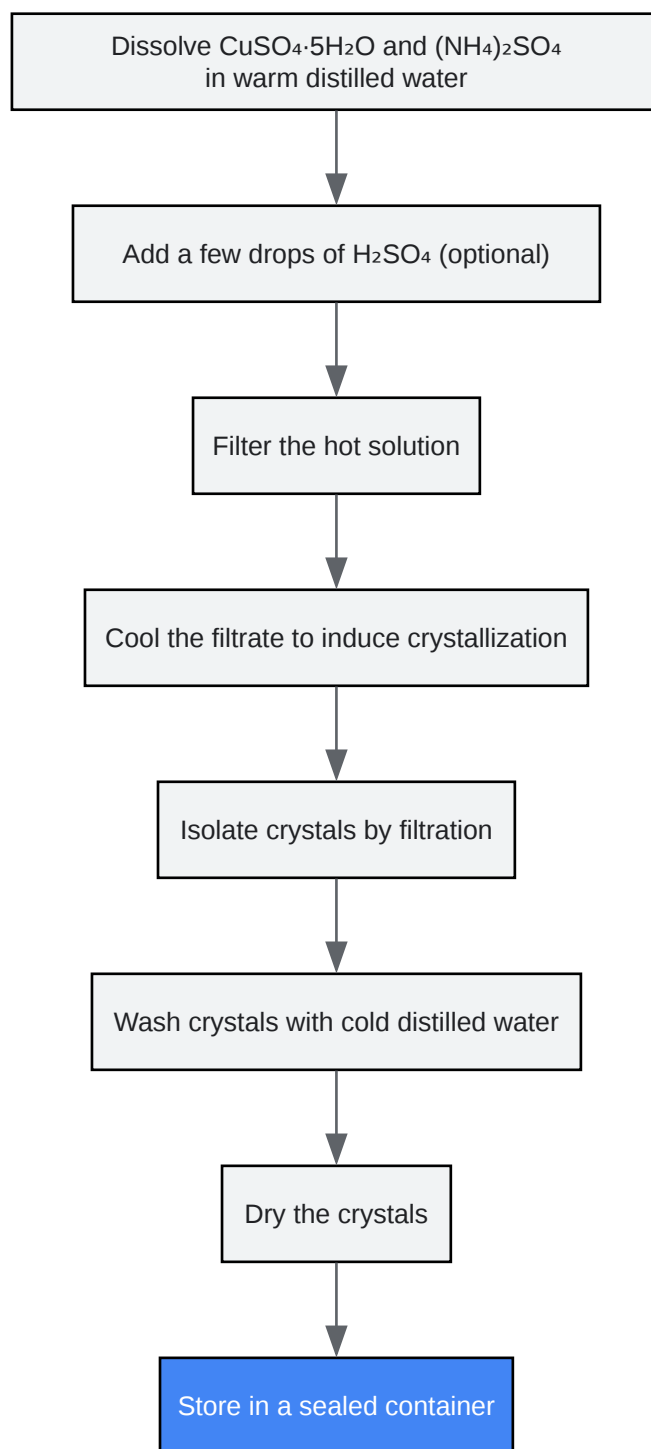 Dissolve CuSO₄·5H₂O and (NH₄)₂SO₄
in warm distilled water
Add a few drops of H₂SO₄ (optional)
Filter the hot solution
Cool the filtrate to induce crystallization
Isolate crystals by filtration
Wash crystals with cold distilled water
Dry the crystals
Store in a sealed container